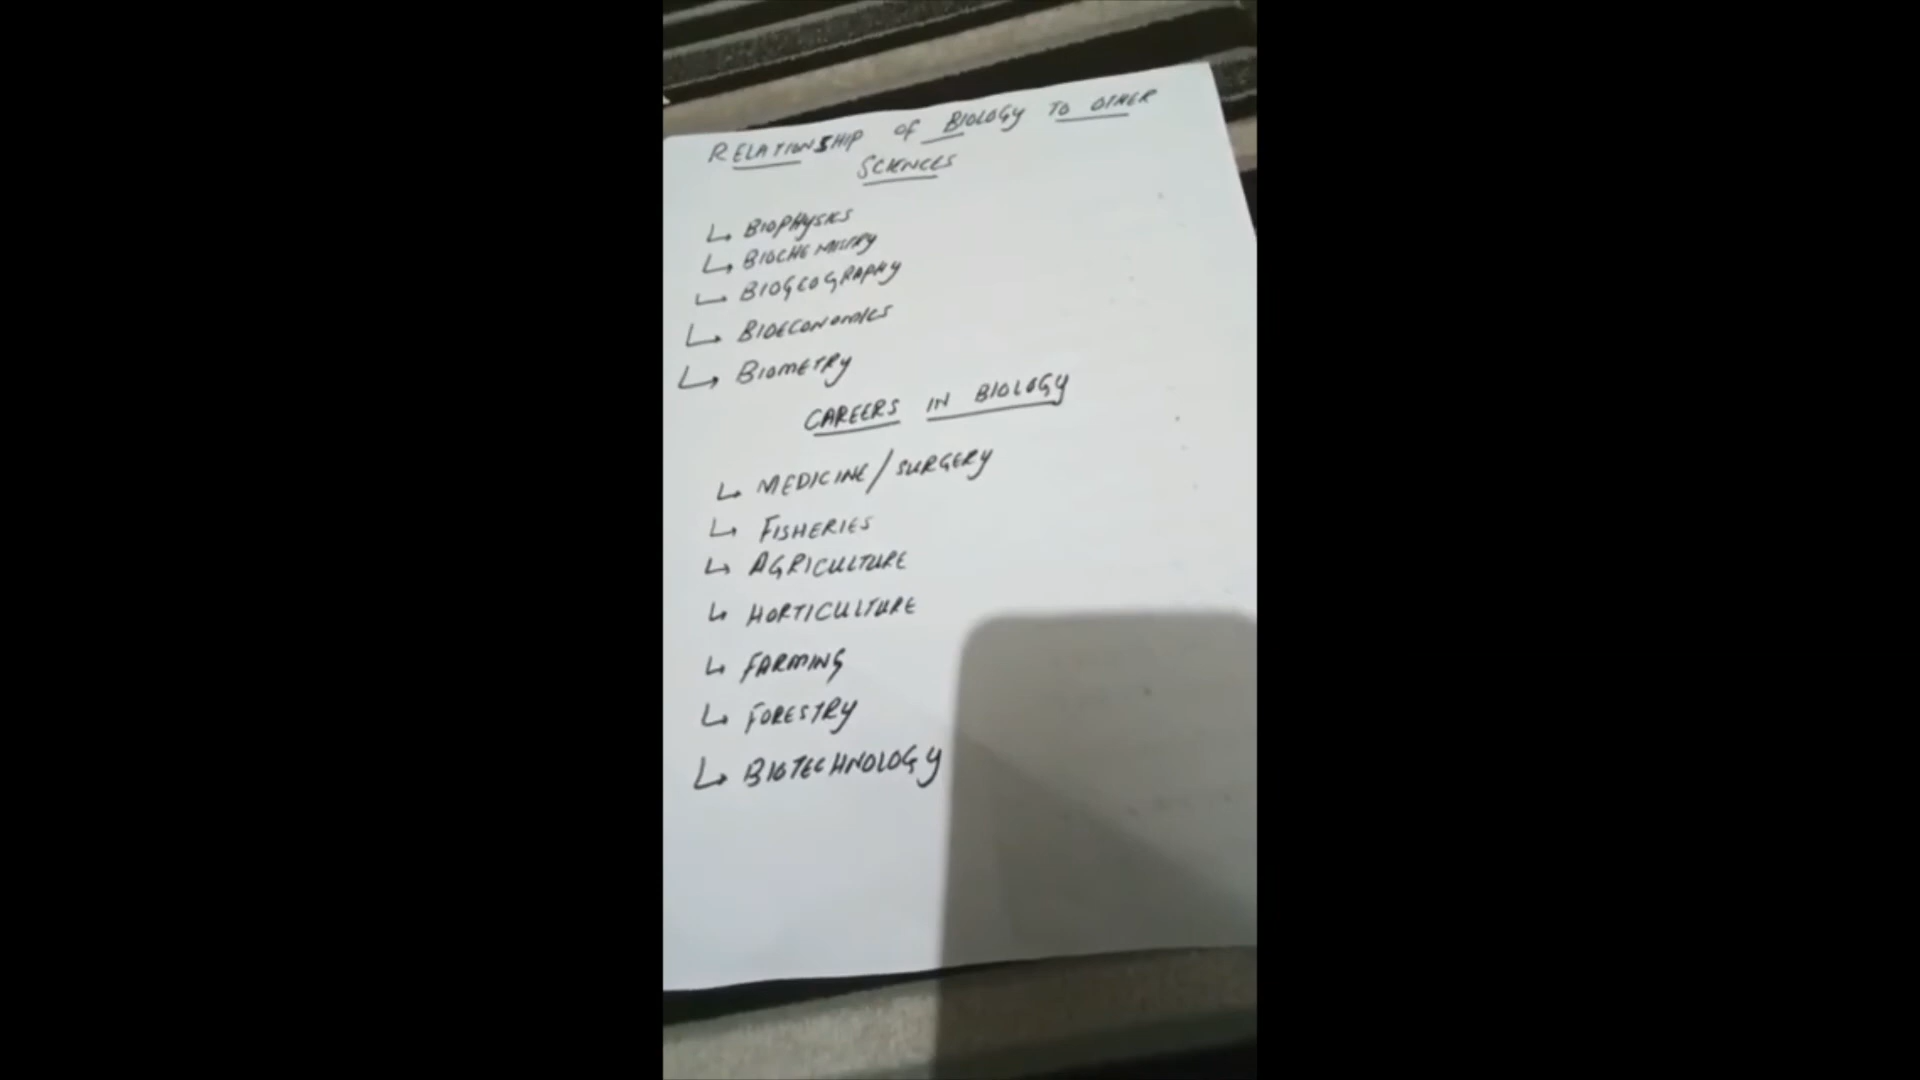 RELATIONSHIP OF BIOLOGY TO OTHER
SCIENCES
↳ BIOPHYSICS
↳ BIOCHEMISTRY
↳ BIOGEOGRAPHY
↳ BIOECONOMICS
↳ BIOMETRY
CAREERS IN BIOLOGY
↳ MEDICINE/SURGERY
↳ FISHERIES
↳ AGRICULTURE
↳ HORTICULTURE
↳ FARMING
↳ FORESTRY
↳ BIOTECHNOLOGY